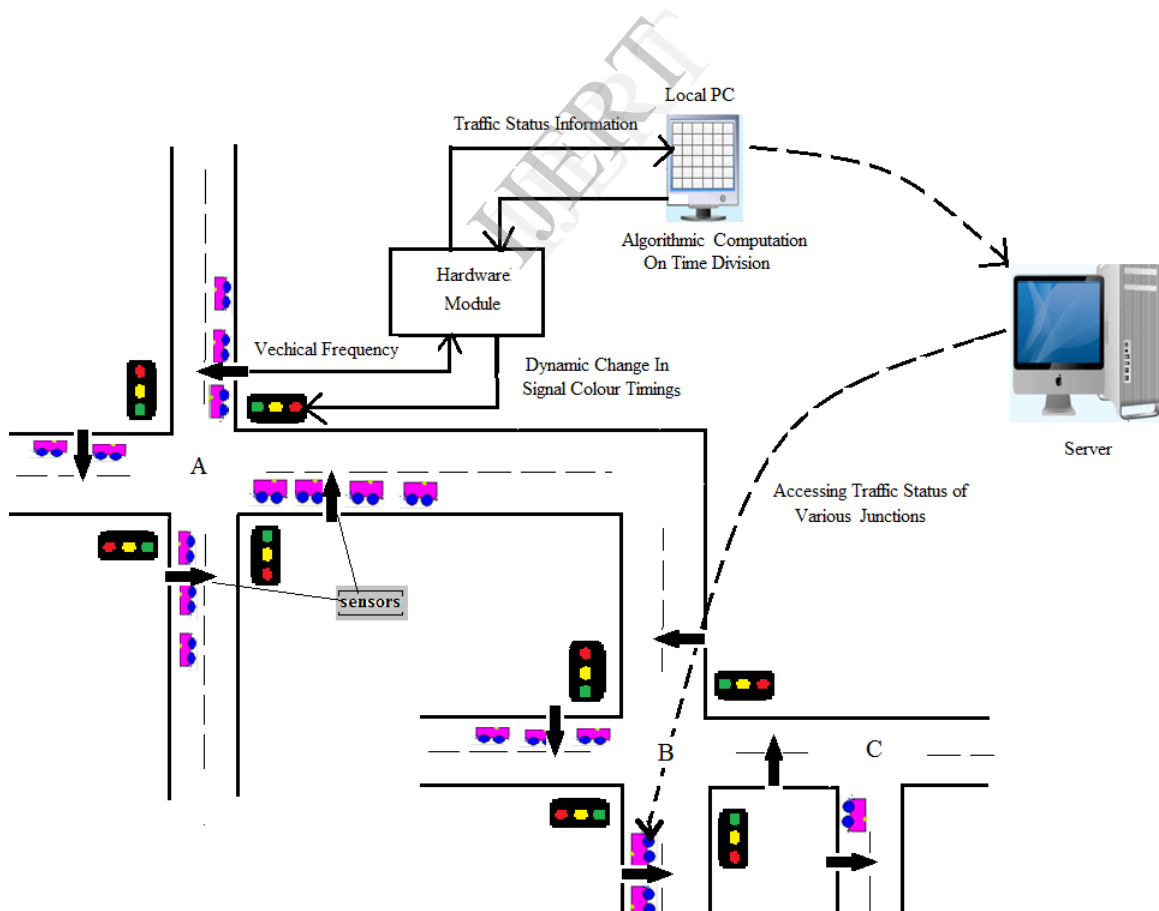 IJERT
Local PC
Traffic Status Information
Algorithmic Computation
On Time Division
Hardware
Module
Vechical Frequency
Dynamic Change In
Signal Colour Timings
Server
A
Accessing Traffic Status of
Various Junctions
sensors
B
C